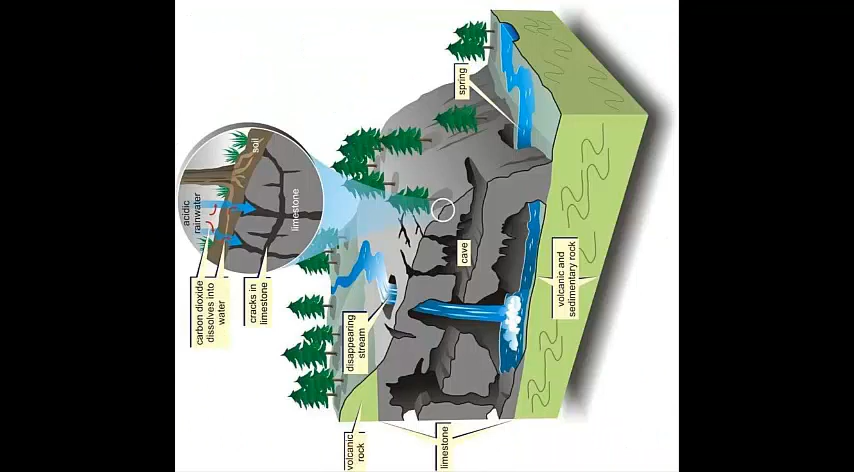 acidic
rainwater
soil
limestone
carbon dioxide
dissolves into
water
cracks in
limestone
spring
cave
disappearing
stream
volcanic and
sedimentary rock
volcanic
rock
limestone